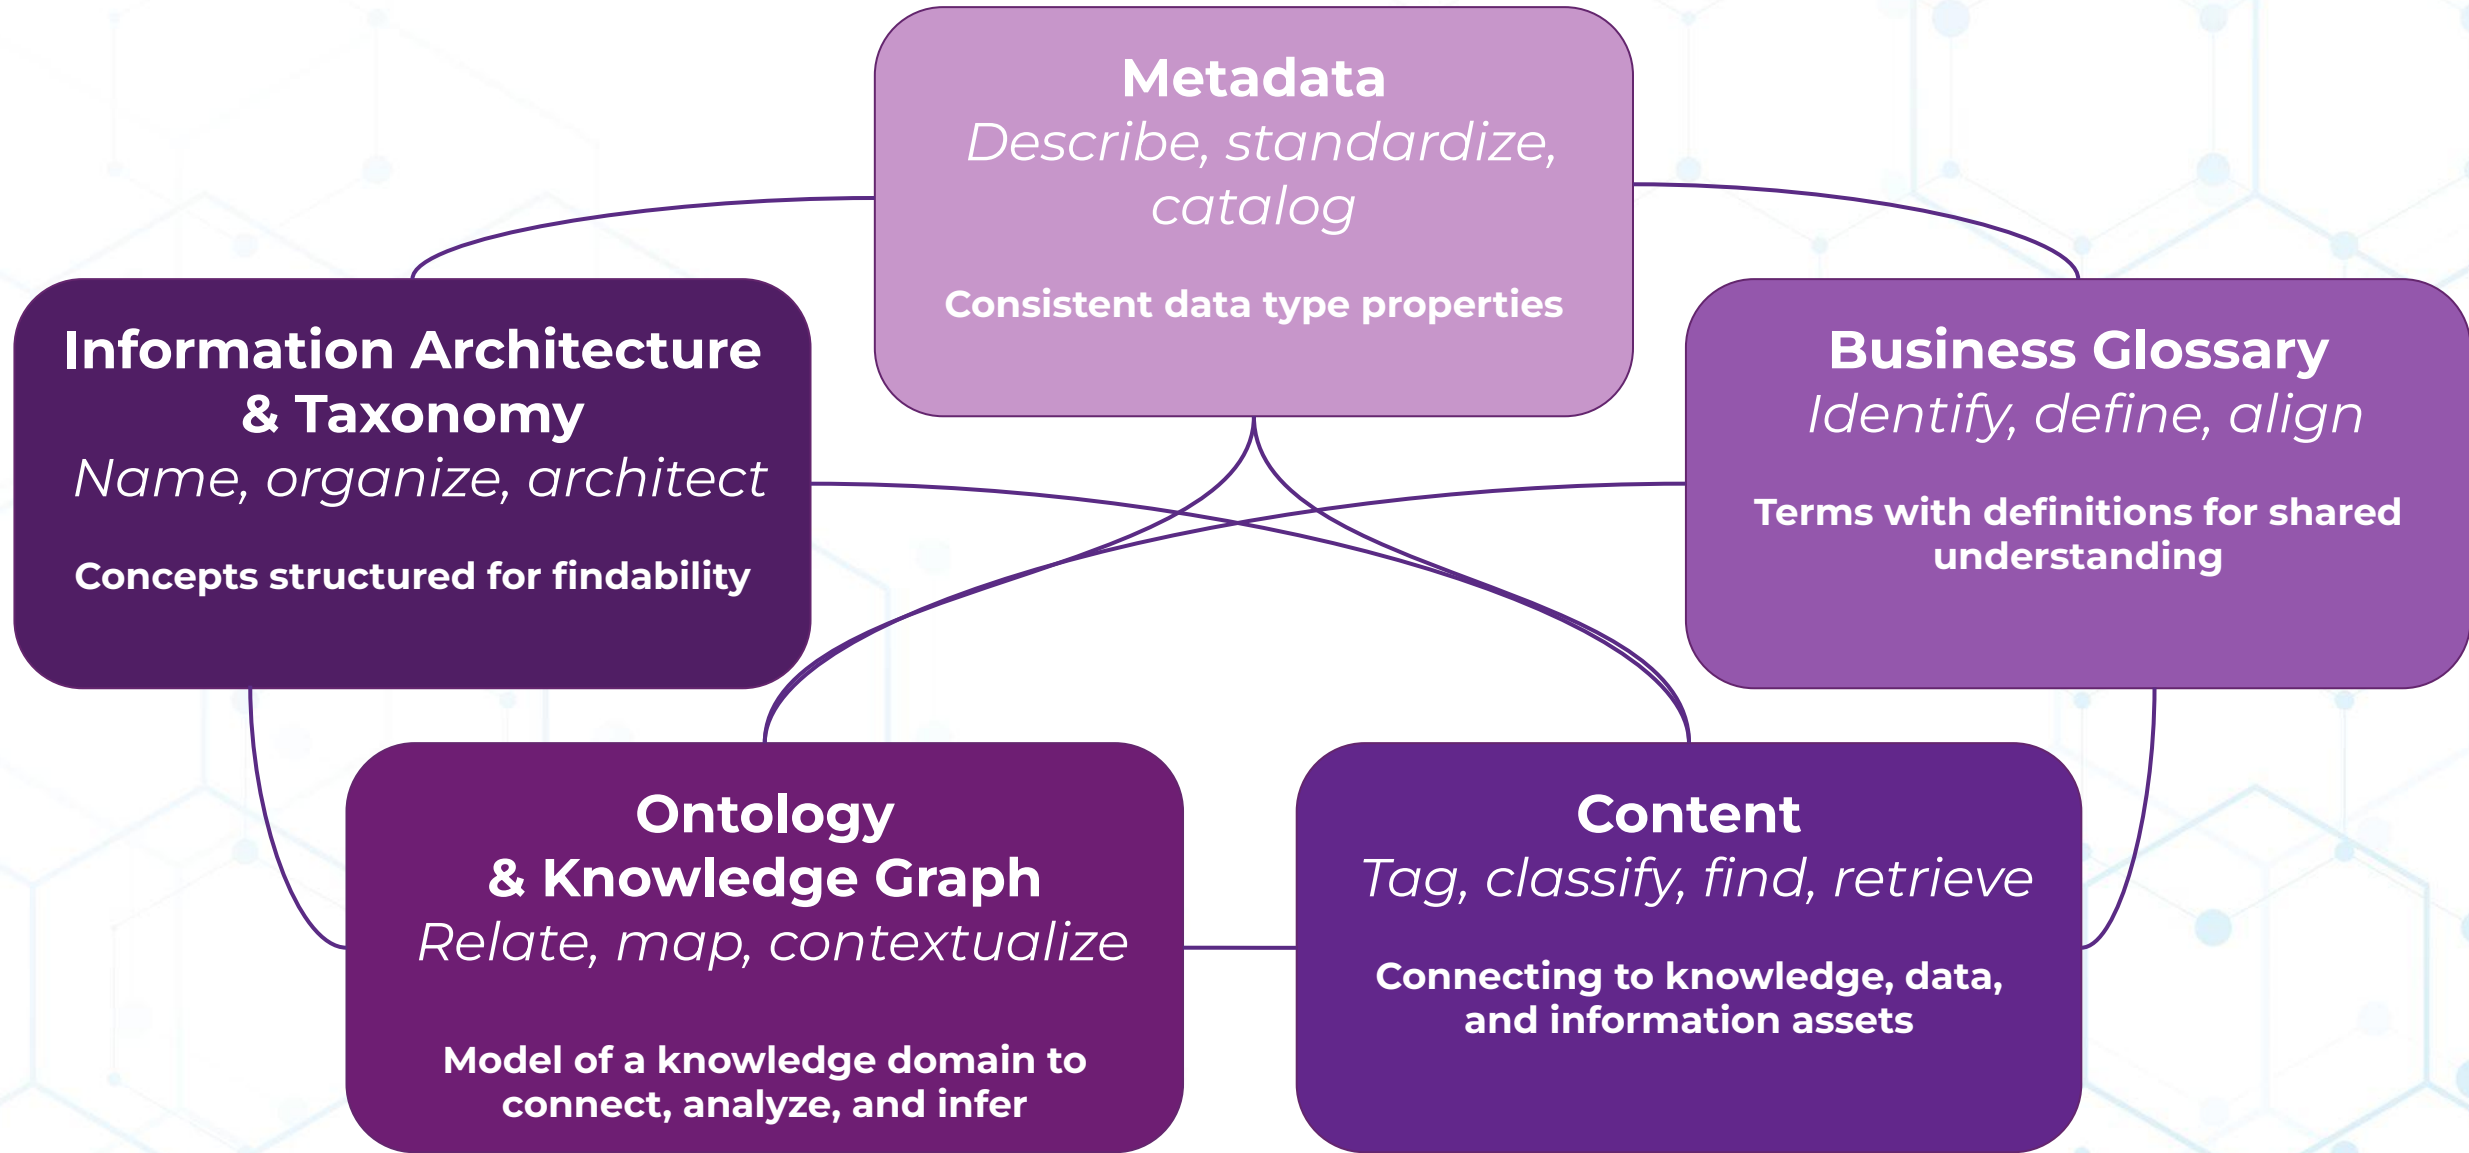 Metadata
Describe, standardize,
catalog
Consistent data type properties
Information Architecture
& Taxonomy
Name, organize, architect
Concepts structured for findability
Business Glossary
Identify, define, align
Terms with definitions for shared
understanding
Ontology
& Knowledge Graph
Relate, map, contextualize
Model of a knowledge domain to
connect, analyze, and infer
Content
Tag, classify, find, retrieve
Connecting to knowledge, data,
and information assets